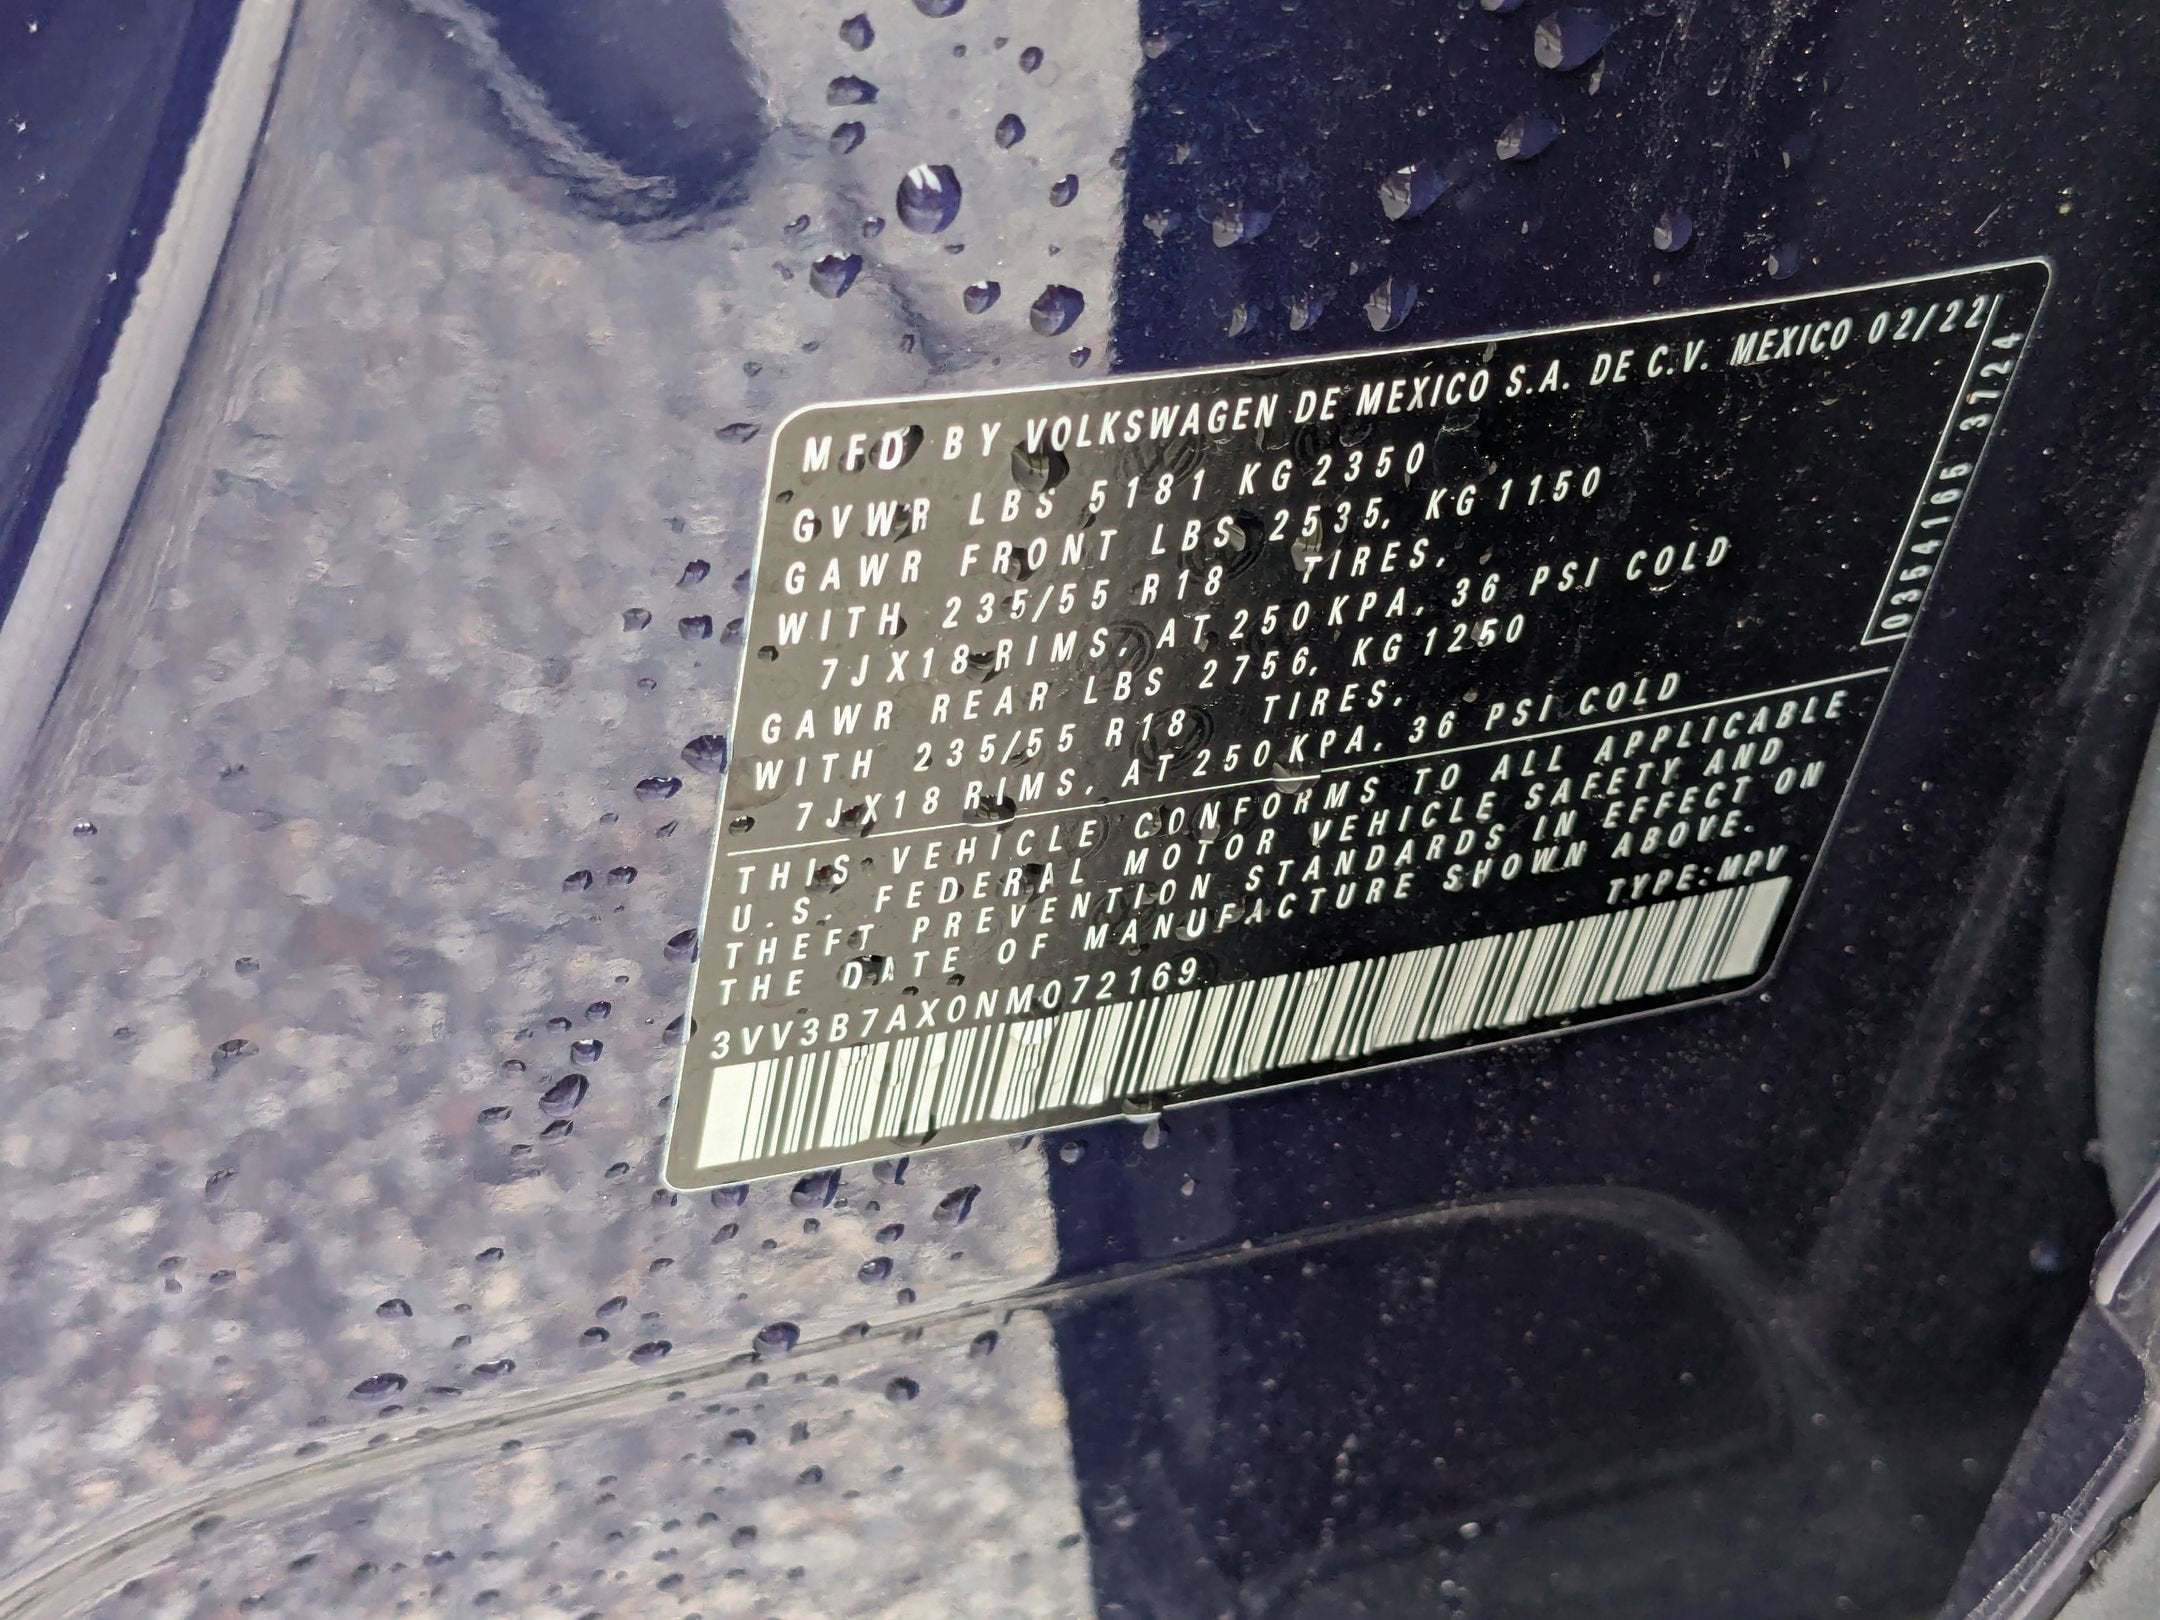 MFD BY VOLKSWAGEN DE MEXICO S.A. DE C.V. MEXICO 02/22
GVWR LBS 5181 KG 2350
GAWR FRONT LBS 2535, KG 1150
WITH 235/55 R18 TIRES,
7JX18 RIMS, AT 250 KPA, 36 PSI COLD
GAWR REAR LBS 2756, KG 1250
WITH 235/55 R18 TIRES,
7JX18 RIMS, AT 250 KPA, 36 PSI COLD
0354165 3724
THIS VEHICLE CONFORMS TO ALL APPLICABLE
U.S. FEDERAL MOTOR VEHICLE SAFETY AND
THEFT PREVENTION STANDARDS IN EFFECT ON
THE DATE OF MANUFACTURE SHOWN ABOVE.
TYPE: MPV
3VV3B7AX0NM072169